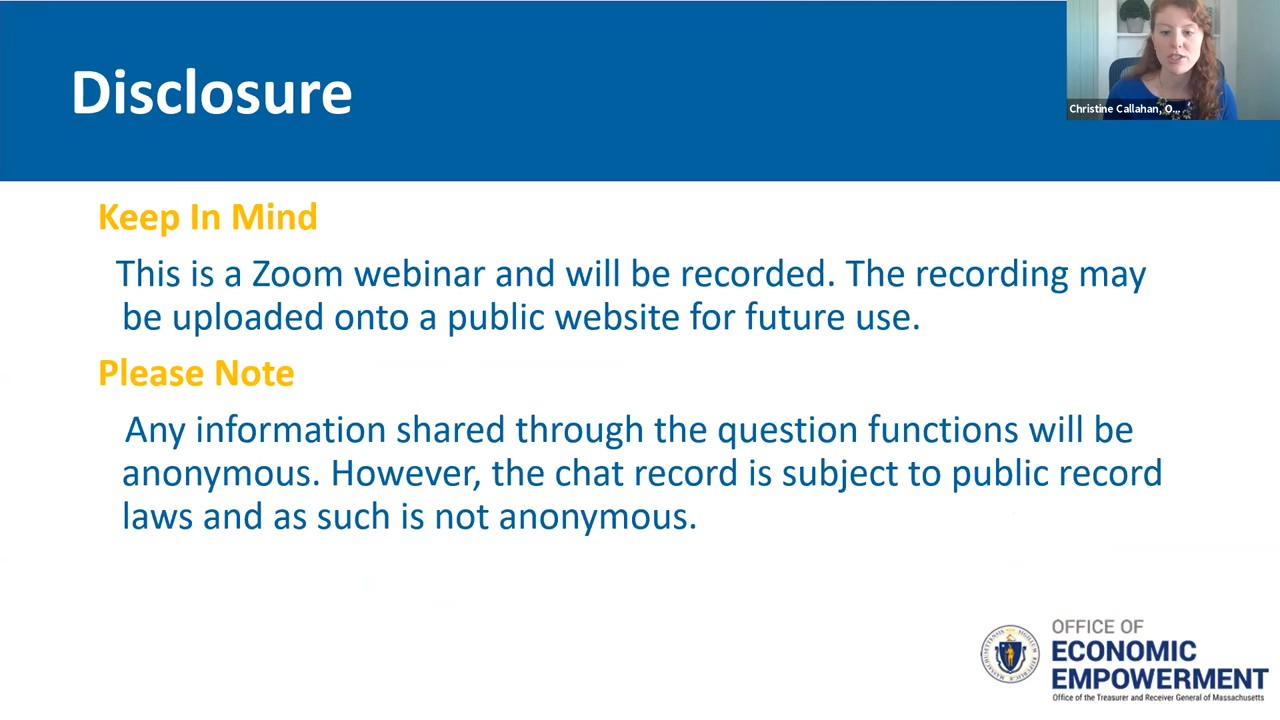 Disclosure
Christine Callahan, O...
Keep In Mind
This is a Zoom webinar and will be recorded. The recording may
be uploaded onto a public website for future use.
Please Note
Any information shared through the question functions will be
anonymous. However, the chat record is subject to public record
laws and as such is not anonymous.
OFFICE OF
ECONOMIC
EMPOWERMENT
Office of the Treasurer and Receiver General of Massachusetts